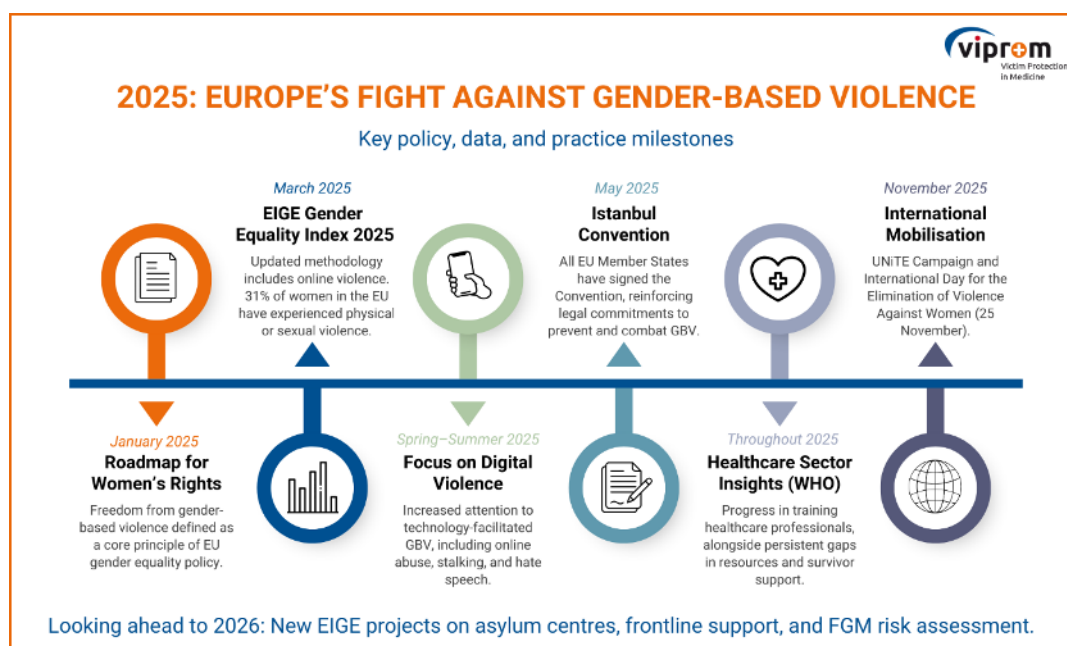 viprom
Victim Protection
in Medicine
2025: EUROPE’S FIGHT AGAINST GENDER-BASED VIOLENCE
Key policy, data, and practice milestones
January 2025
Roadmap for
Women’s Rights
Freedom from gender-
based violence defined as
a core principle of EU
gender equality policy.
March 2025
EIGE Gender
Equality Index 2025
Updated methodology
includes online violence.
31% of women in the EU
have experienced physical
or sexual violence.
Spring–Summer 2025
Focus on Digital
Violence
Increased attention to
technology-facilitated
GBV, including online
abuse, stalking, and hate
speech.
May 2025
Istanbul
Convention
All EU Member States
have signed the
Convention, reinforcing
legal commitments to
prevent and combat GBV.
Throughout 2025
Healthcare Sector
Insights (WHO)
Progress in training
healthcare professionals,
alongside persistent gaps
in resources and survivor
support.
November 2025
International
Mobilisation
UNiTE Campaign and
International Day for the
Elimination of Violence
Against Women (25
November).
Looking ahead to 2026: New EIGE projects on asylum centres, frontline support, and FGM risk assessment.